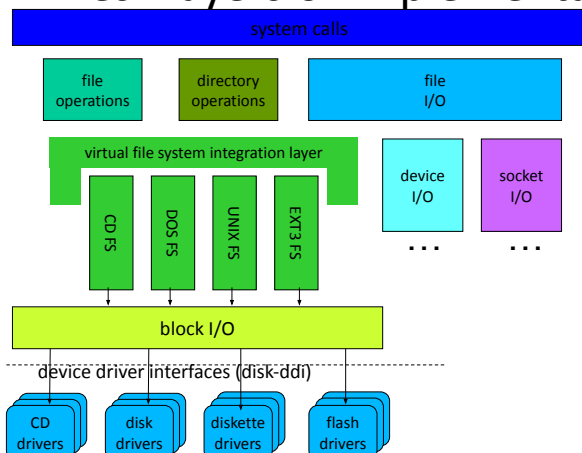 system calls
file
operations
directory
operations
file
I/O
virtual file system integration layer
device
I/O
socket
I/O
CD FS
DOS FS
UNIX FS
EXT3 FS
...
...
block I/O
device driver interfaces (disk-ddi)
CD
drivers
disk
drivers
diskette
drivers
flash
drivers